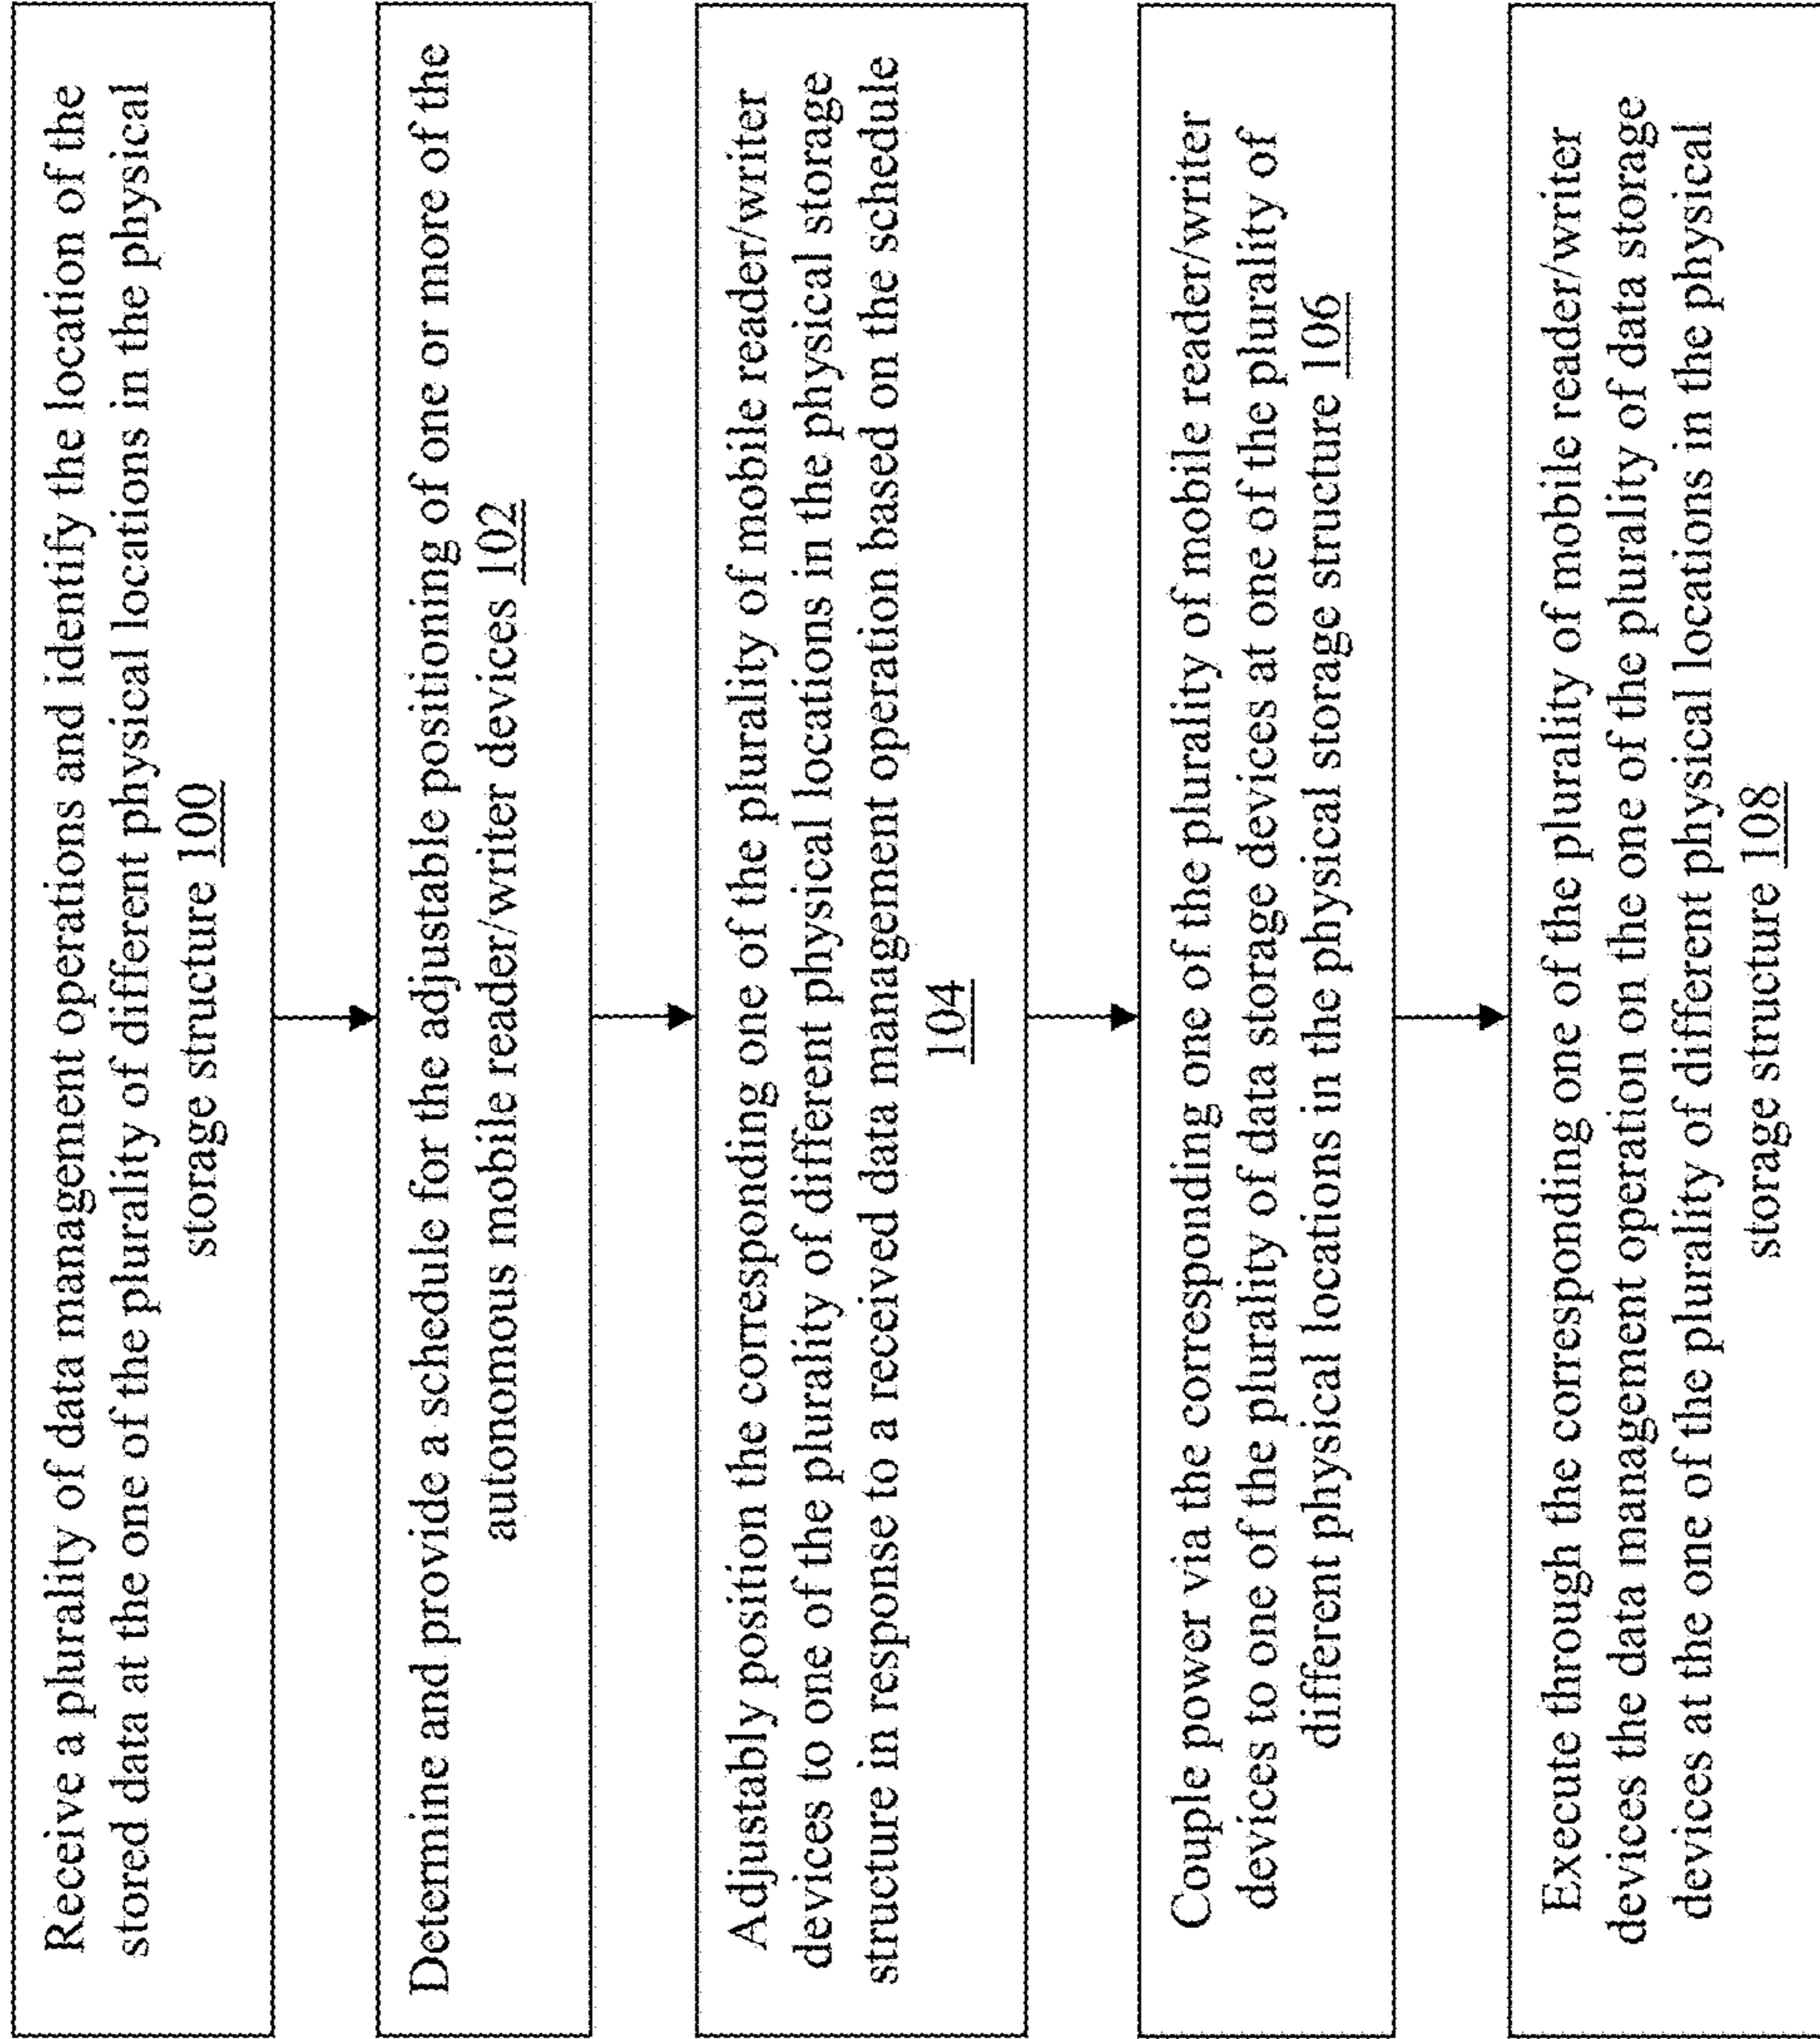 Receive a plurality of data management operations and identify the location of the
stored data at the one of the plurality of different physical locations in the physical
storage structure 100
Determine and provide a schedule for the adjustable positioning of one or more of the
autonomous mobile reader/writer devices 102
Adjustably position the corresponding one of the plurality of mobile reader/writer
devices to one of the plurality of different physical locations in the physical storage
structure in response to a received data management operation based on the schedule
104
Couple power via the corresponding one of the plurality of mobile reader/writer
devices to one of the plurality of data storage devices at one of the plurality of
different physical locations in the physical storage structure 106
Execute through the corresponding one of the plurality of mobile reader/writer
devices the data management operation on the one of the plurality of data storage
devices at the one of the plurality of different physical locations in the physical
storage structure 108